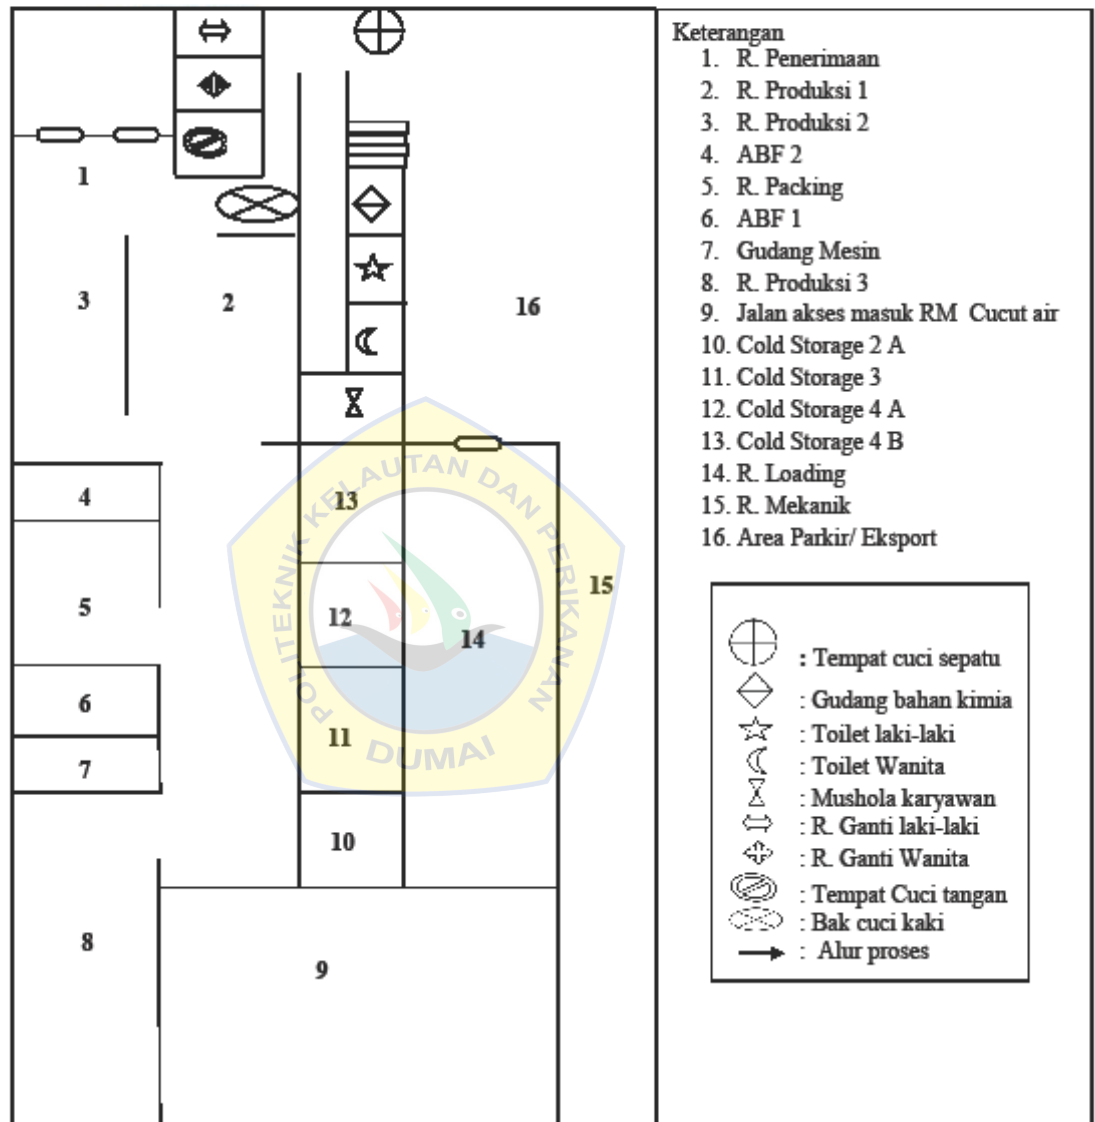 Keterangan
1. R. Penerimaan
2. R. Produksi 1
3. R. Produksi 2
4. ABF 2
5. R. Packing
6. ABF 1
7. Gudang Mesin
8. R. Produksi 3
9. Jalan akses masuk RM Cucut air
10. Cold Storage 2 A
11. Cold Storage 3
12. Cold Storage 4 A
13. Cold Storage 4 B
14. R. Loading
15. R. Mekanik
16. Area Parkir/ Eksport
: Tempat cuci sepatu
: Gudang bahan kimia
: Toilet laki-laki
: Toilet Wanita
: Mushola karyawan
: R. Ganti laki-laki
: R. Ganti Wanita
: Tempat Cuci tangan
: Bak cuci kaki
: Alur proses
1
3
2
16
4
13
5
12
14
15
6
11
7
10
8
9
POLITEKNIK KELAUTAN DAN PERIKANAN
DUMAI